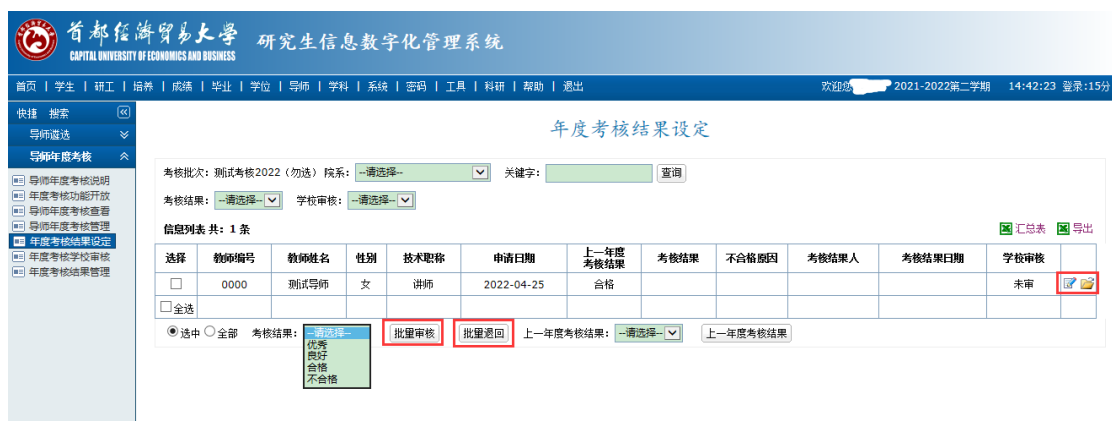 首都经济贸易大学 研究生信息数字化管理系统
CAPITAL UNIVERSITY OF ECONOMICS AND BUSINESS
首页 | 学生 | 研工 | 培养 | 成绩 | 毕业 | 学位 | 导师 | 学科 | 系统 | 密码 | 工具 | 科研 | 帮助 | 退出 欢迎您 2021-2022第二学期 14:42:23 登录:15分
快捷 搜索
导师遴选
导师年度考核
导师年度考核说明
年度考核功能开放
导师年度考核查看
导师年度考核管理
年度考核结果设定
年度考核学校审核
年度考核结果管理
年度考核结果设定
考核批次: 测试考核2022 (勿选) 院系: --请选择-- 关键字: 查询
考核结果: --请选择-- 学校审核: --请选择--
信息列表 共: 1 条 汇总表 导出
选择 教师编号 教师姓名 性别 技术职称 申请日期 上一年度考核结果 考核结果 不合格原因 考核结果人 考核结果日期 学校审核
0000 测试导师 女 讲师 2022-04-25 合格 未审
全选
选中 全部 考核结果: --请选择-- 批量审核 批量退回 上一年度考核结果: --请选择-- 上一年度考核结果
优秀
良好
合格
不合格